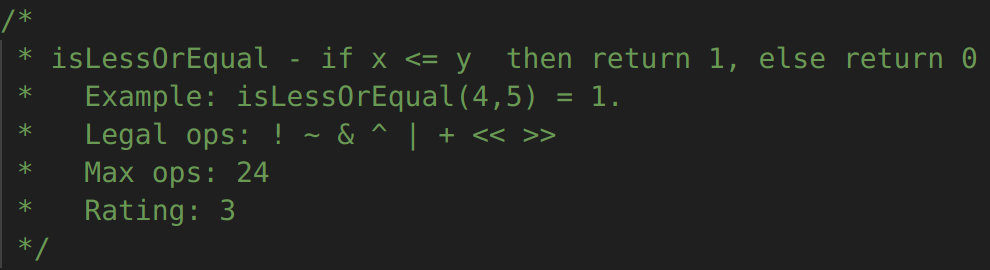 /*
 * isLessOrEqual - if x <= y  then return 1, else return 0
 *   Example: isLessOrEqual(4,5) = 1.
 *   Legal ops: ! ~ & ^ | + << >>
 *   Max ops: 24
 *   Rating: 3
 */